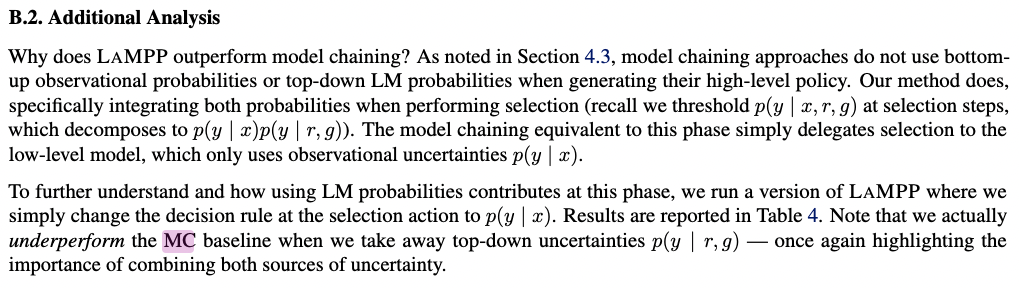 B.2. Additional Analysis
Why does LAMPP outperform model chaining? As noted in Section 4.3, model chaining approaches do not use bottom-
up observational probabilities or top-down LM probabilities when generating their high-level policy. Our method does,
specifically integrating both probabilities when performing selection (recall we threshold p(y | x, r, g) at selection steps,
which decomposes to p(y | x)p(y | r, g)). The model chaining equivalent to this phase simply delegates selection to the
low-level model, which only uses observational uncertainties p(y | x).
To further understand and how using LM probabilities contributes at this phase, we run a version of LAMPP where we
simply change the decision rule at the selection action to p(y | x). Results are reported in Table 4. Note that we actually
underperform the MC baseline when we take away top-down uncertainties p(y | r, g) — once again highlighting the
importance of combining both sources of uncertainty.